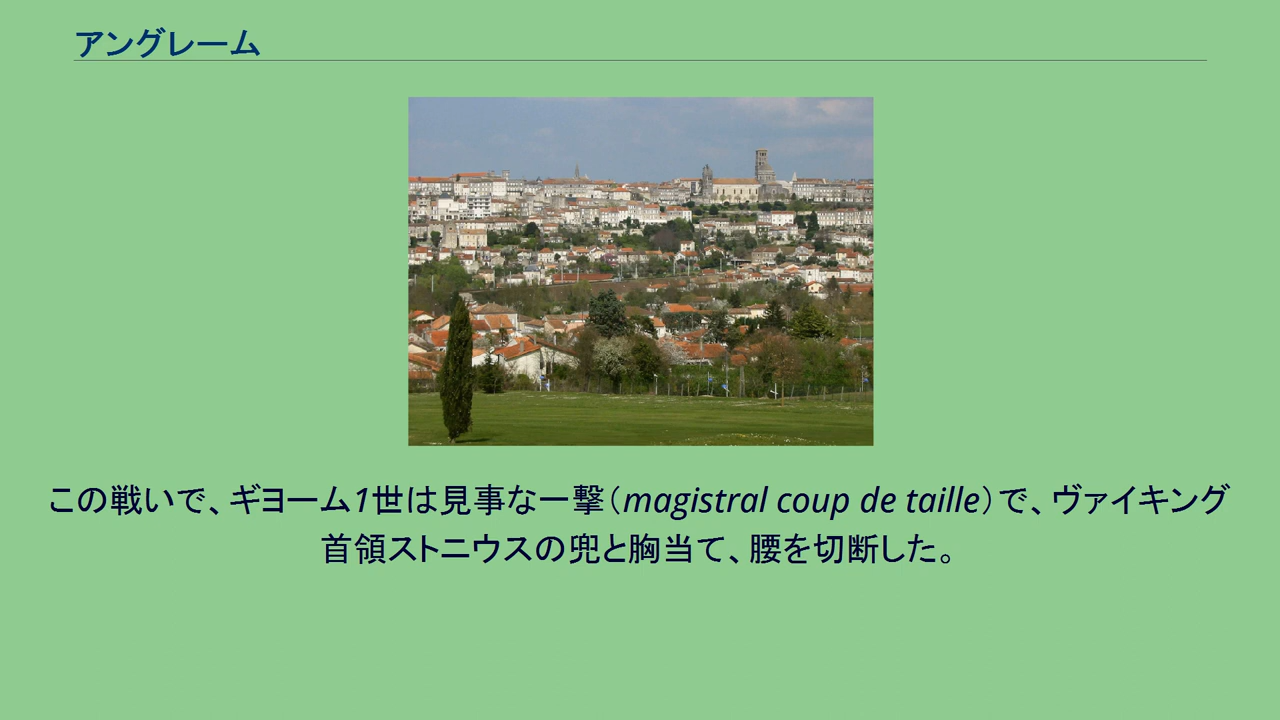 アングレーム
この戦いで、ギヨーム1世は見事な一撃（magistral coup de taille）で、ヴァイキング
首領ストニウスの兜と胸当て、腰を切断した。